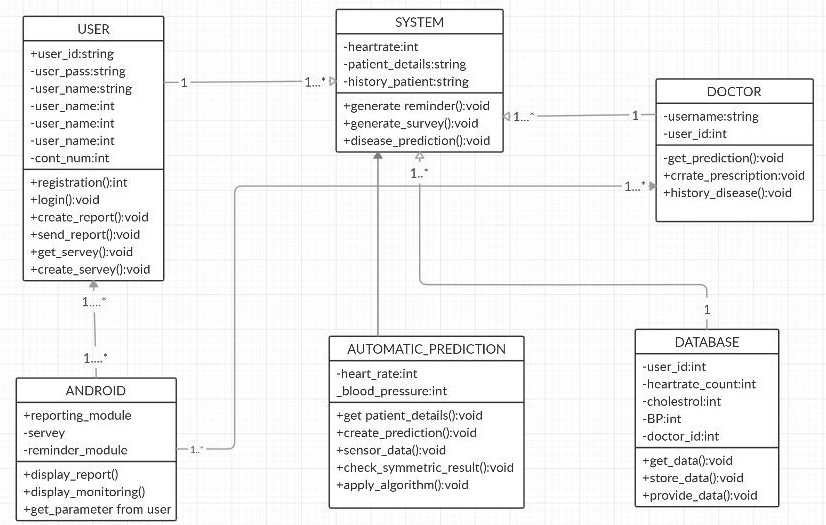 USER
+user_id:string
-user_pass:string
-user_name:string
-user_name:int
-user_name:int
-user_name:int
-cont_num:int
+registration():int
+login():void
+create_report():void
+send_report():void
+get_servey():void
+create_servey():void
1
1...*
SYSTEM
-heartrate:int
-patient_details:string
-history_patient:string
+generate reminder():void
+generate_survey():void
+disease_prediction():void
1...*
1
DOCTOR
-username:string
-user_id:int
-get_prediction():void
+crrate_prescription:void
+history_disease():void
1..*
1...*
1....*
1....*
1
ANDROID
+reporting_module
-servey
-reminder_module
+display_report()
+display_monitoring()
+get_parameter from user
1..*
AUTOMATIC_PREDICTION
-heart_rate:int
_blood_pressure:int
+get patient_details():void
+create_prediction():void
+sensor_data():void
+check_symmetric_result():void
+apply_algorithm():void
DATABASE
-user_id:int
-heartrate_count:int
-cholestrol:int
-BP:int
-doctor_id:int
+get_data():void
+store_data():void
+provide_data():void